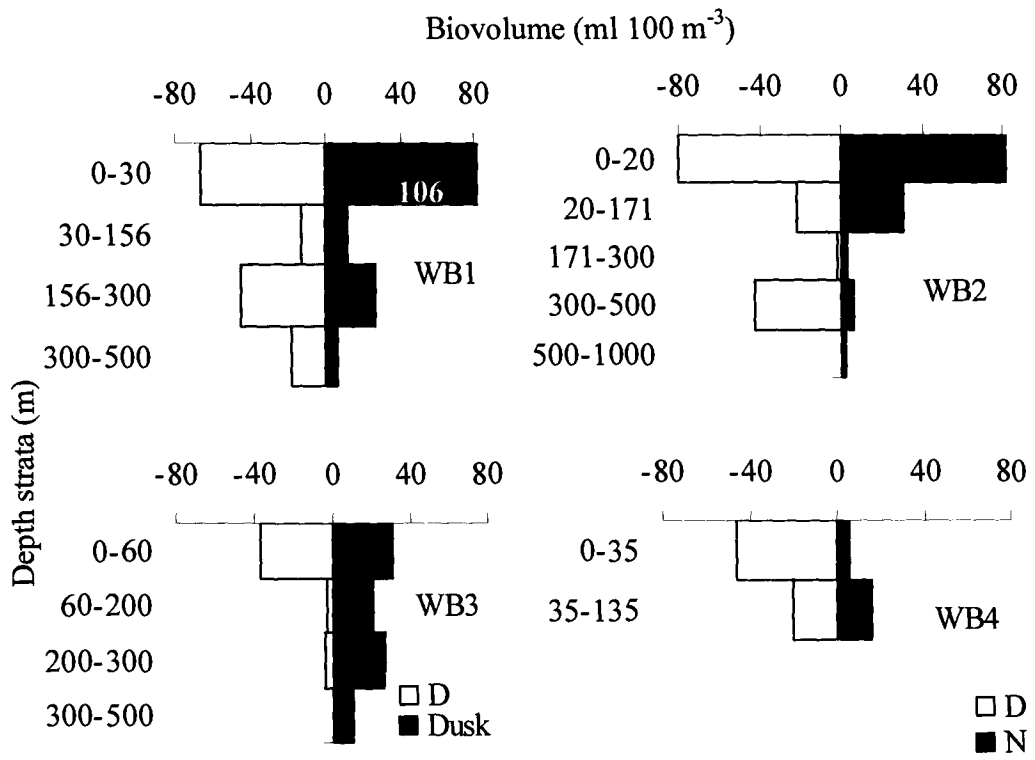 Biovolume (ml 100 m-3)
-80 -40 0 40 80
0-30
106
30-156
156-300
300-500
WB1
-80 -40 0 40 80
0-20
20-171
171-300
300-500
500-1000
WB2
Depth strata (m)
-80 -40 0 40 80
0-60
60-200
200-300
300-500
WB3
D
Dusk
-80 -40 0 40 80
0-35
35-135
WB4
D
N